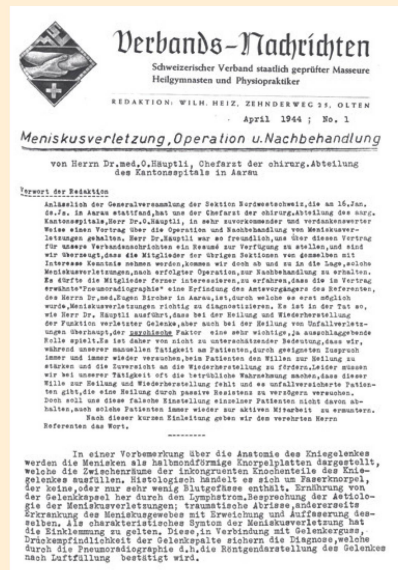 Verbands-Nachrichten
Schweizerischer Verband staatlich geprüfter Masseure
Heilgymnasten und Physiopraktiker
REDAKTION: WILH. HEIZ, ZEHNDERWEG 25, OLTEN
April 1944 ; No. 1
Meniskusverletzung, Operation u. Nachbehandlung
von Herrn Dr.med.O.Häuptli, Chefarzt der chirurg.Abteilung
des Kantonsspitals in Aarau
Vorwort der Redaktion
Anlässlich der Generalversammlung der Sektion Nordwestschweiz, die am 16.Jan.
ds.Js. in Aarau stattfand, hat uns der Chefarzt der chirurg.Abteilung des aarg.
Kantonsspitals, Herr Dr.O.Häuptli, in sehr zuvorkommender und verdankenswerter
Weise einen Vortrag über die Operation und Nachbehandlung von Meniskusver-
letzungen gehalten. Herr Dr.Häuptli war so freundlich, uns über diesen Vortrag
für unsere Verbandsnachrichten ein Resumé zur Verfügung zu stellen, und sind
wir überzeugt, dass die Mitglieder der übrigen Sektionen von demselben mit
Interesse Kenntnis nehmen werden, kommen wir doch ab und zu in die Lage, solche
Meniskusverletzungen, nach erfolgter Operation, zur Nachbehandlung zu erhalten.
Es dürfte die Mitglieder ferner interessieren, zu erfahren, dass die im Vortrag
erwähnte "Pneumoradiographie" eine Erfindung des Amtsvorgängers des Referenten,
des Herrn Dr.med.Eugen Bircher in Aarau, ist, durch welche es erst möglich
wurde, Meniskusverletzungen richtig zu diagnostizieren. Es ist in der Tat so,
wie Herr Dr. Häuptli ausführt, dass bei der Heilung und Wiederherstellung
der Funktion verletzter Gelenke, aber auch bei der Heilung von Unfallverletz-
ungen überhaupt, der psychische Faktor eine sehr wichtige, ja ausschlaggebende
Rolle spielt. Es ist daher von nicht zu unterschätzender Bedeutung, dass wir,
während unserer manuellen Tätigkeit am Patienten, durch geeigneten Zuspruch
immer und immer wieder versuchen, beim Patienten den Willen zur Heilung zu
stärken und die Zuversicht an die Wiederherstellung zu fördern. Leider müssen
wir bei unserer Tätigkeit oft die betrübliche Wahrnehmung machen, dass dieser
Wille zur Heilung und Wiederherstellung fehlt und es unfallversicherte Patien-
ten gibt, die eine Heilung durch passive Resistenz zu verzögern versuchen.
Doch soll uns diese falsche Einstellung einzelner Patienten nicht davon ab-
halten, auch solche Patienten immer wieder zur aktiven Mitarbeit zu ermuntern.
Nach dieser kurzen Einleitung geben wir dem verehrten Herrn
Referenten das Wort.
In einer Vorbemerkung über die Anatomie des Kniegelenkes
werden die Menisken als halbmondförmige Knorpelplatten dargestellt,
welche die Zwischenräume der inkongruenten Knochenteile des Knie-
gelenkes ausfüllen. Histologisch handelt es sich um Faserknorpel,
der keine, oder nur sehr wenig Blutgefässe enthält. Ernährung von
der Gelenkkapsel her durch den Lymphstrom. Besprechung der Aetiolo-
gie der Meniskusverletzungen; traumatische Abrisse, andererseits
Erkrankung des Meniskusgewebes mit Erweichung und Auffaserung des-
selben. Als charakteristisches Symtom der Meniskusverletzung hat
die Einklemmung zu gelten. Diese, in Verbindung mit Gelenkerguss,
Drückempfindlichkeit der Gelenkspalte sichern die Diagnose, welche
durch die Pneumoradiographie d.h. die Röntgendarstellung des Gelenkes
nach Luftfüllung bestätigt wird.